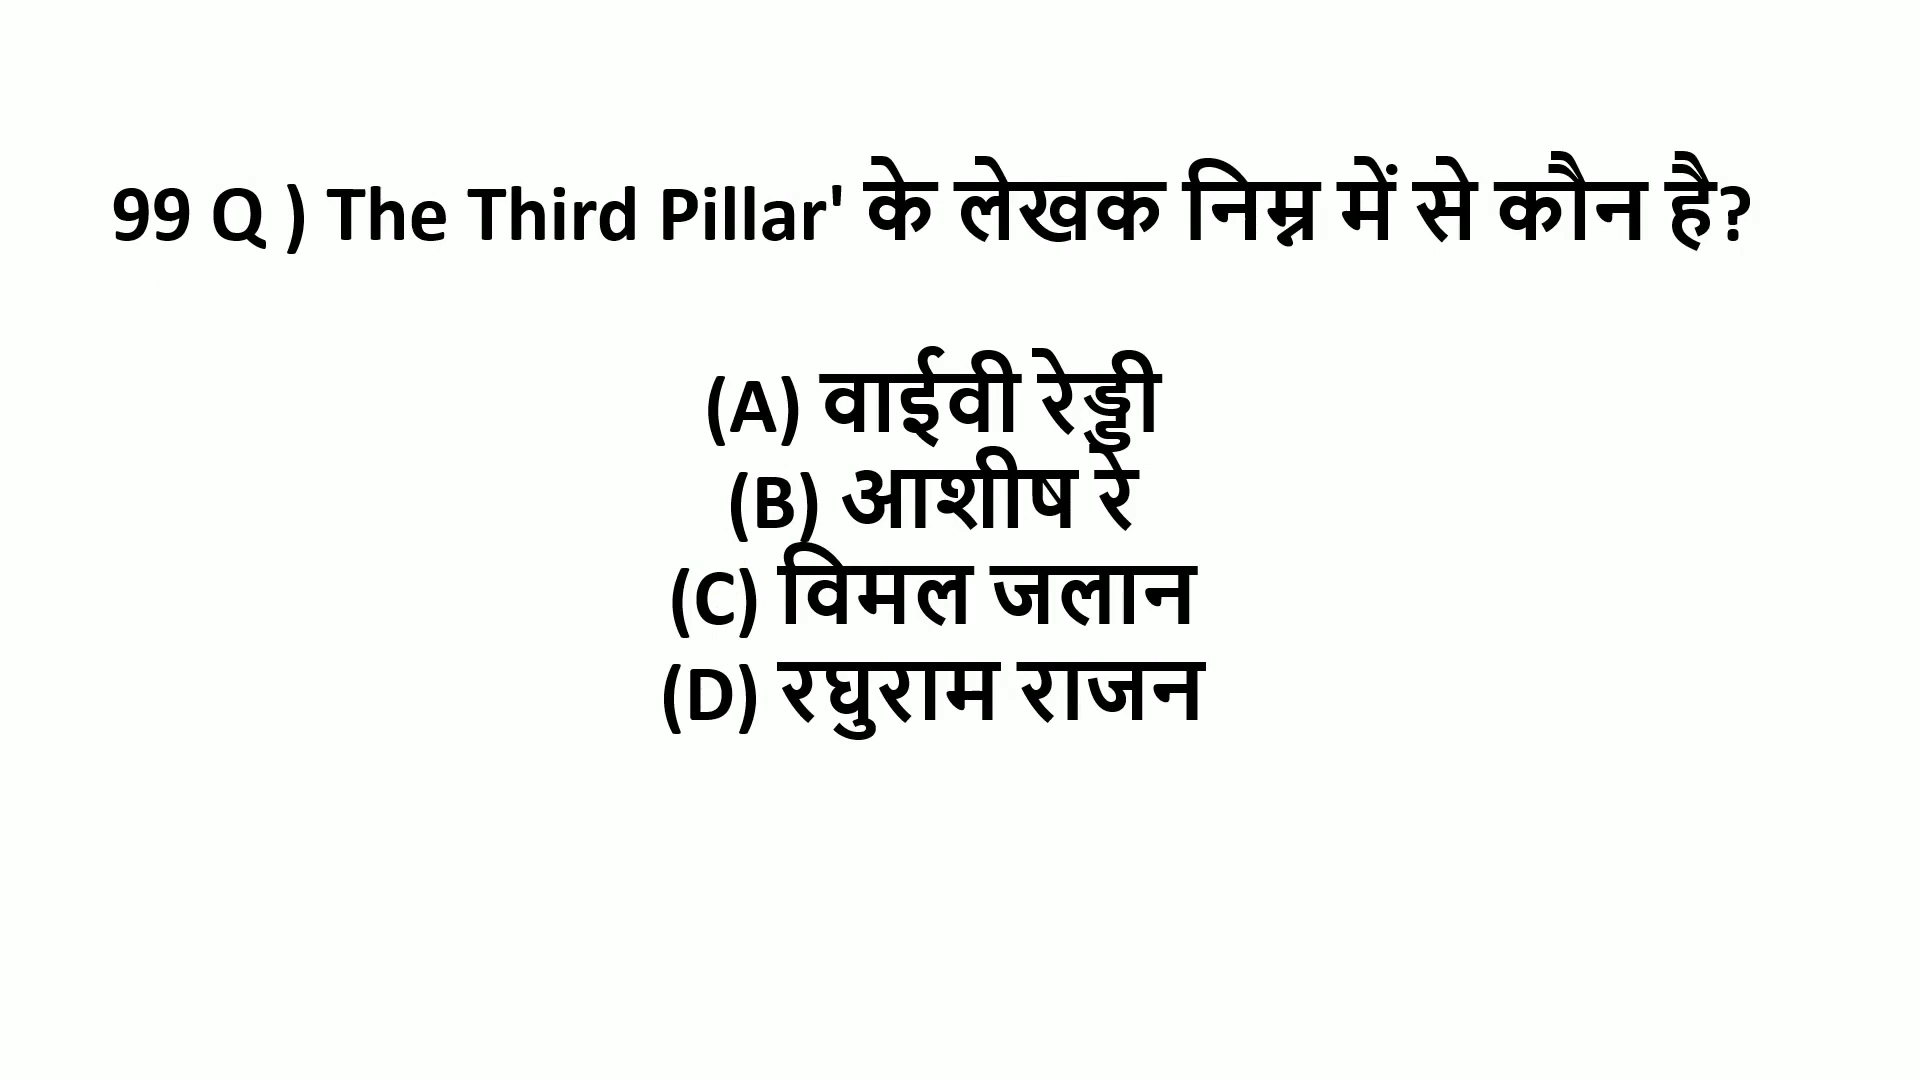 99 Q ) The Third Pillar' के लेखक निम्न में से कौन है?
(A) वाईवी रेड्डी
(B) आशीष रे
(C) विमल जलान
(D) रघुराम राजन